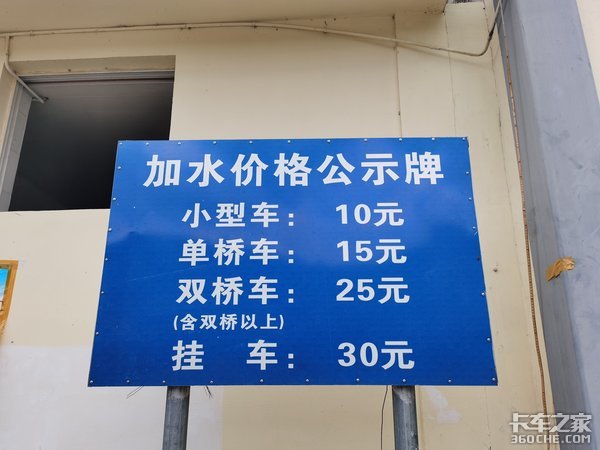 加水价格公示牌
小型车： 10元
单桥车： 15元
双桥车： 25元
(含双桥以上)
挂 车： 30元
卡车之家
360CHE.COM